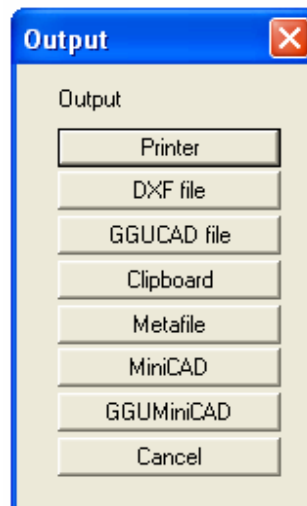 Output
Output
Printer
DXF file
GGUCAD file
Clipboard
Metafile
MiniCAD
GGUMiniCAD
Cancel